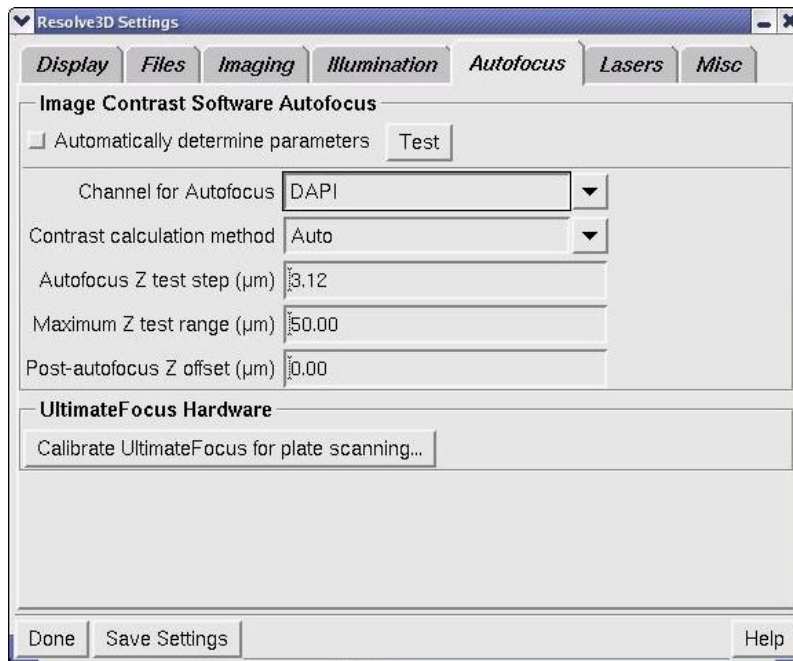 Resolve3D Settings
Display Files Imaging Illumination Autofocus Lasers Misc
Image Contrast Software Autofocus
Automatically determine parameters Test
Channel for Autofocus DAPI
Contrast calculation method Auto
Autofocus Z test step (µm) 3.12
Maximum Z test range (µm) 50.00
Post-autofocus Z offset (µm) 0.00
UltimateFocus Hardware
Calibrate UltimateFocus for plate scanning...
Done Save Settings Help